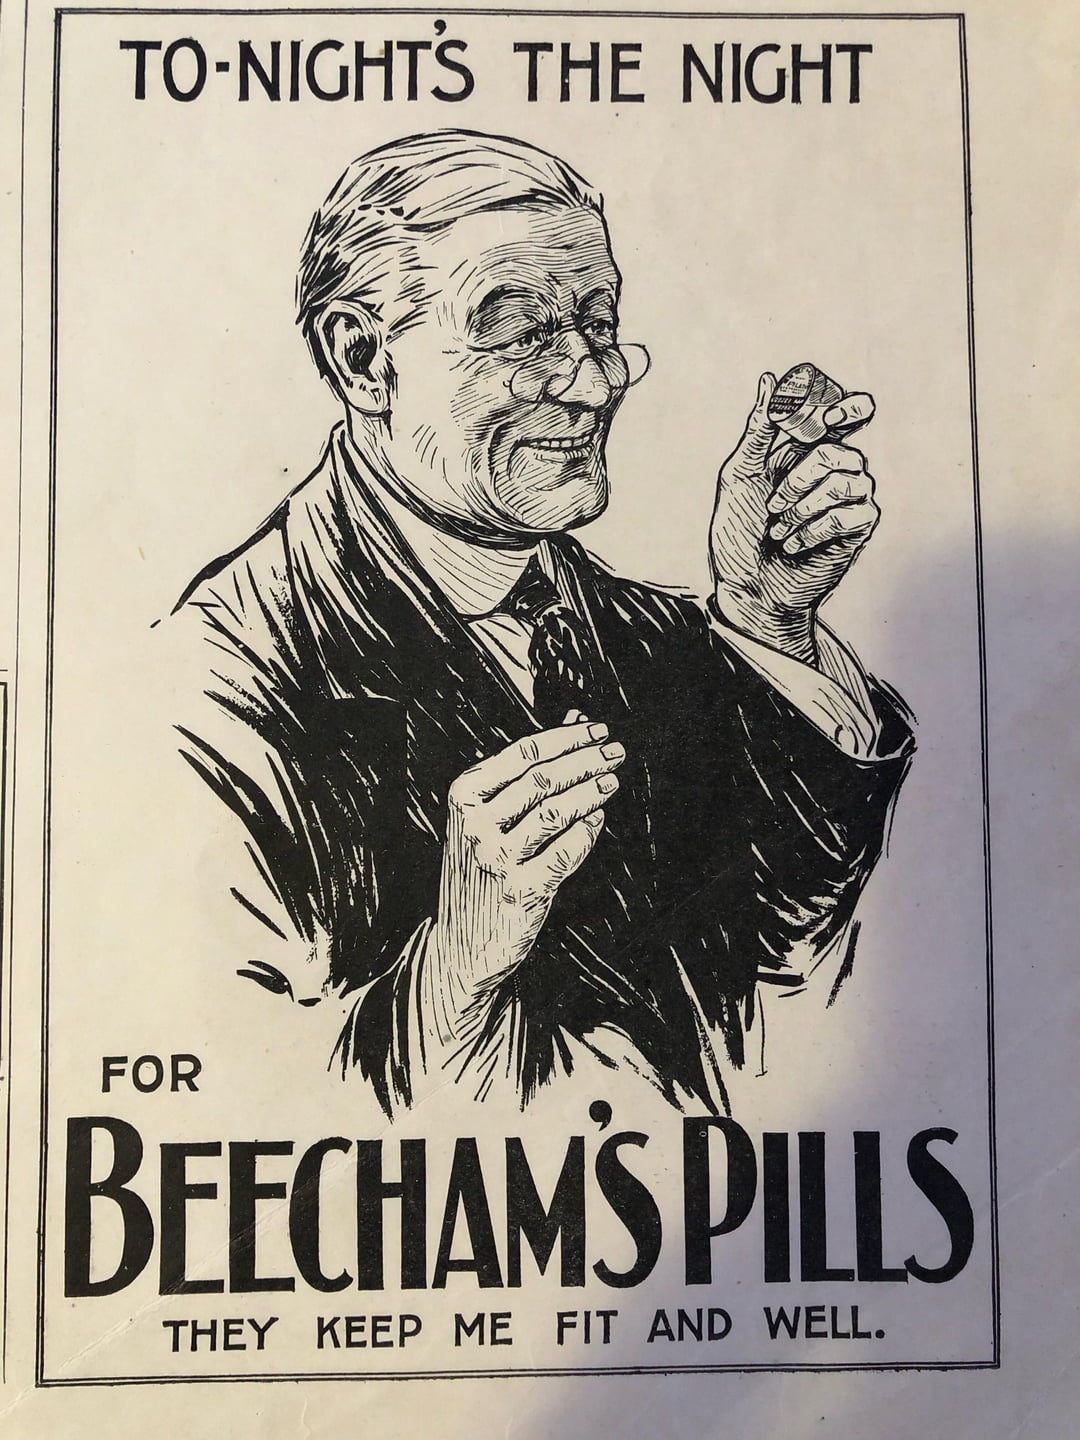 TO-NIGHT'S THE NIGHT
FOR
BEECHAM'S PILLS
THEY KEEP ME FIT AND WELL.